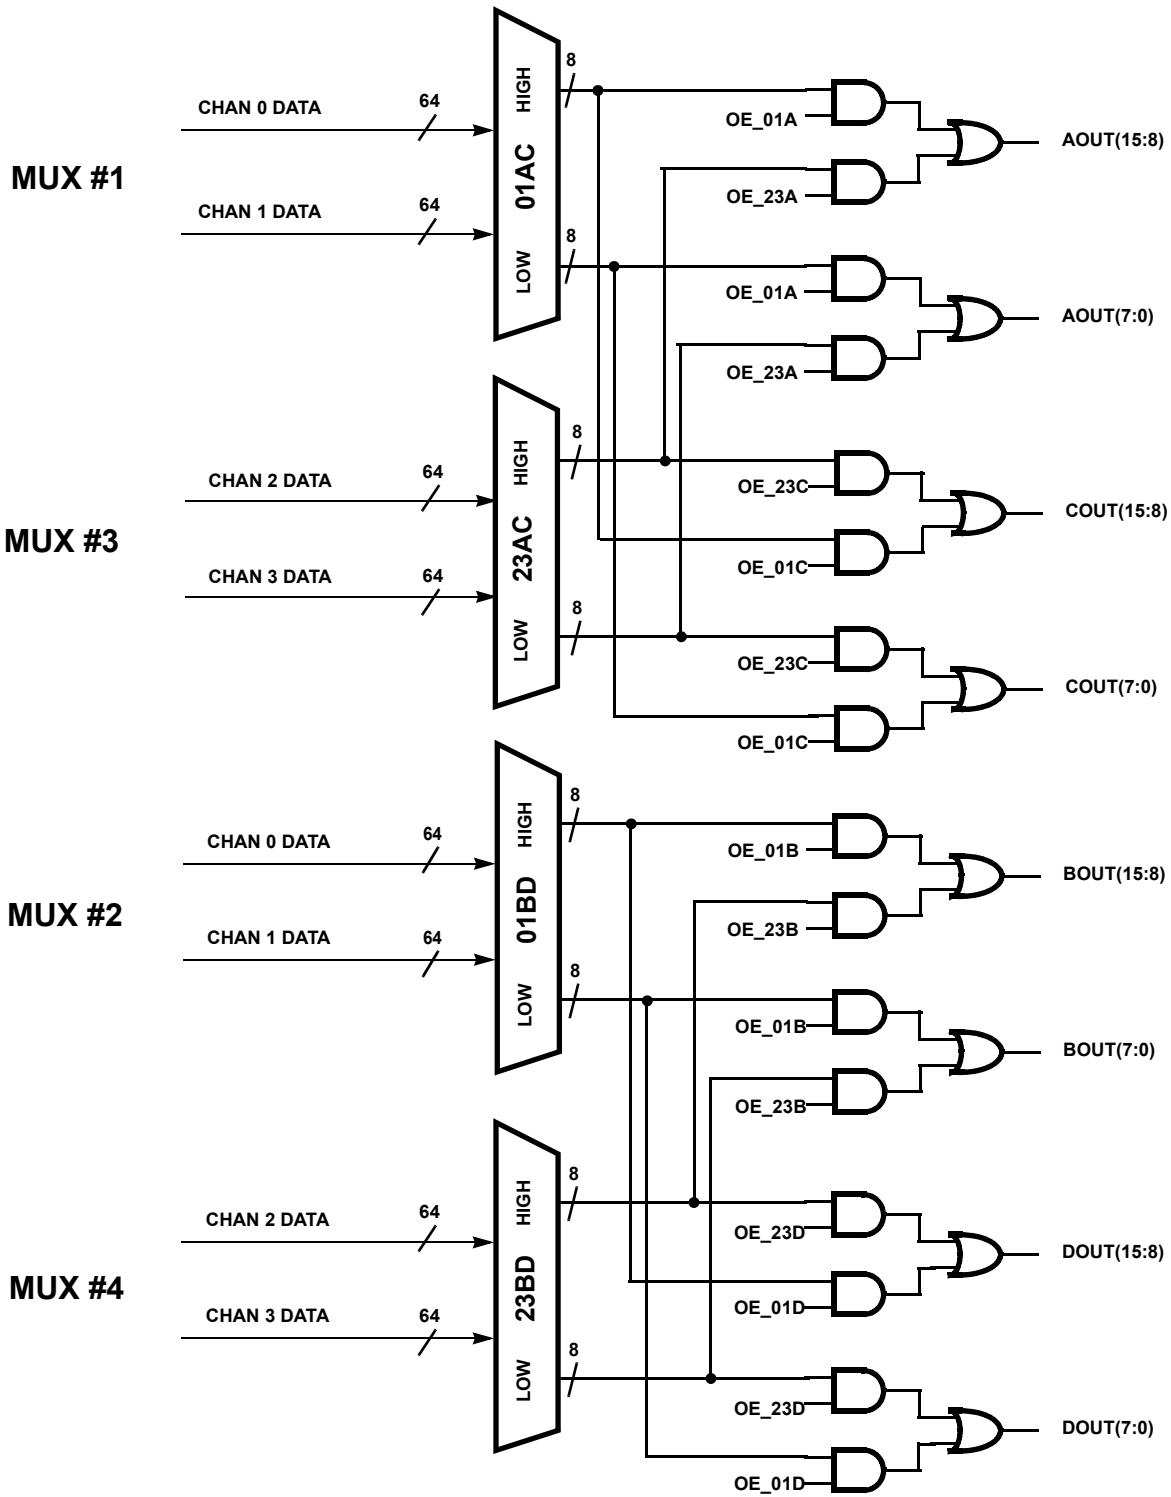 MUX #1
CHAN 0 DATA
64
CHAN 1 DATA
64
HIGH
01AC
LOW
8
8
OE_01A
OE_23A
AOUT(15:8)
OE_01A
OE_23A
AOUT(7:0)
MUX #3
CHAN 2 DATA
64
CHAN 3 DATA
64
HIGH
23AC
LOW
8
8
OE_23C
OE_01C
COUT(15:8)
OE_23C
OE_01C
COUT(7:0)
MUX #2
CHAN 0 DATA
64
CHAN 1 DATA
64
HIGH
01BD
LOW
8
8
OE_01B
OE_23B
BOUT(15:8)
OE_01B
OE_23B
BOUT(7:0)
MUX #4
CHAN 2 DATA
64
CHAN 3 DATA
64
HIGH
23BD
LOW
8
8
OE_23D
OE_01D
DOUT(15:8)
OE_23D
OE_01D
DOUT(7:0)